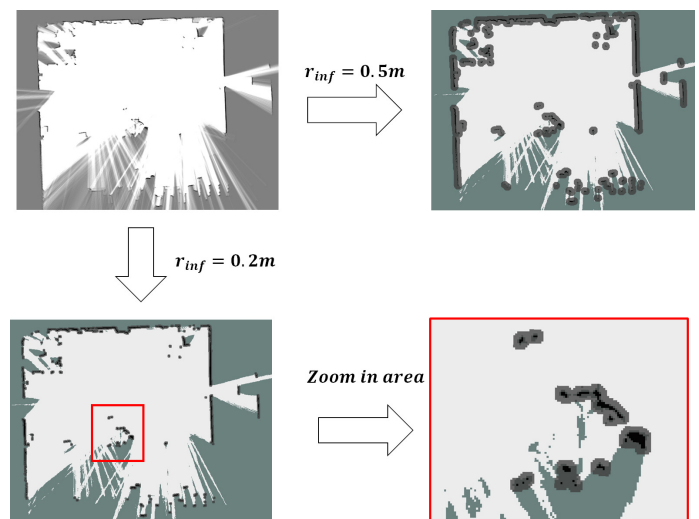 r_inf = 0.5m
r_inf = 0.2m
Zoom in area